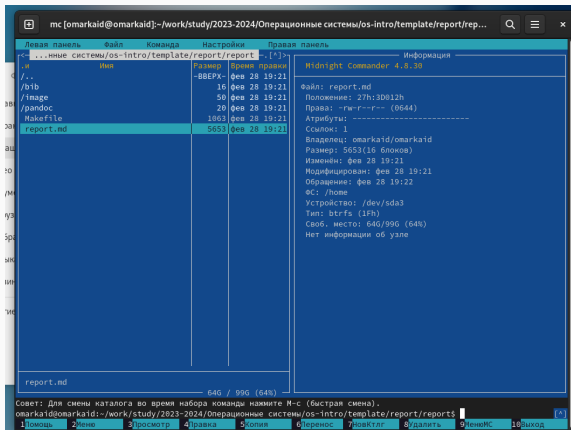 mc [omarkaid@omarkaid]:~/work/study/2023-2024/Операционные системы/os-intro/template/report/rep...
Левая панель Файл Команда Настройки Правая панель
<- ...нные системы/os-intro/template/report/report -.[^]>
.и Имя Размер Время правки
/.. -ВВЕРХ- фев 28 19:21
/bib 16 фев 28 19:21
/image 50 фев 28 19:21
/pandoc 20 фев 28 19:21
Makefile 1063 фев 28 19:21
report.md 5653 фев 28 19:21
report.md
64G / 99G (64%)
Информация
Midnight Commander 4.8.30
Файл: report.md
Положение: 27h:3D012h
Права: -rw-r--r-- (0644)
Атрибуты: ------------------------
Ссылок: 1
Владелец: omarkaid/omarkaid
Размер: 5653(16 блоков)
Изменён: фев 28 19:21
Модифицирован: фев 28 19:21
Обращение: фев 28 19:22
ФС: /home
Устройство: /dev/sda3
Тип: btrfs (1Fh)
Своб. место: 64G/99G (64%)
Нет информации об узле
Совет: Для смены каталога во время набора команды нажмите M-c (быстрая смена).
omarkaid@omarkaid:~/work/study/2023-2024/Операционные системы/os-intro/template/report/report$ [^]
1Помощь 2Меню 3Просмотр 4Правка 5Копия 6Перенос 7НовКтлг 8Удалить 9МенюMC 10Выход